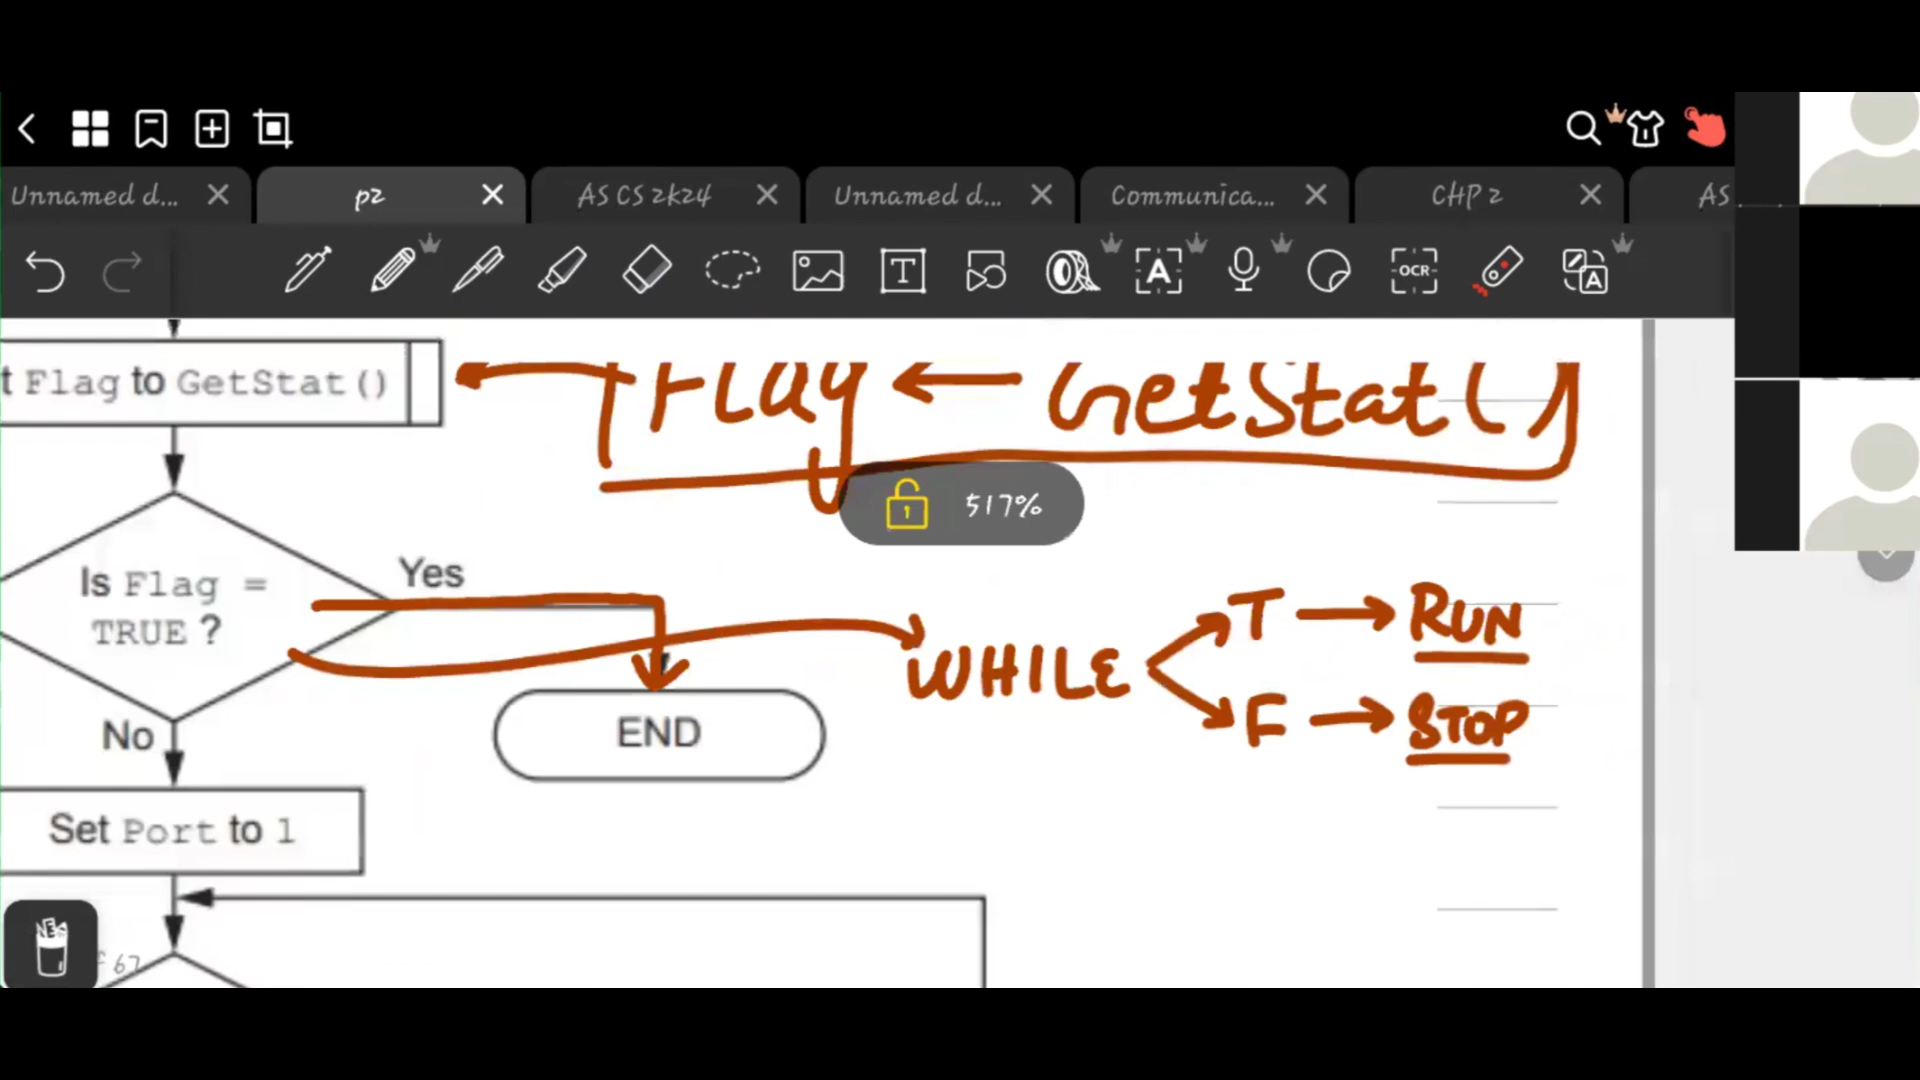 Unnamed d...
p2
AS CS 2k24
Unnamed d...
Communica...
CHP 2
AS
T
A
OCR
A
t Flag to GetStat()
Flag ← GetStat()
517%
Is Flag =
TRUE ?
Yes
WHILE
T → RUN
F → STOP
END
No
Set Port to 1
f 67